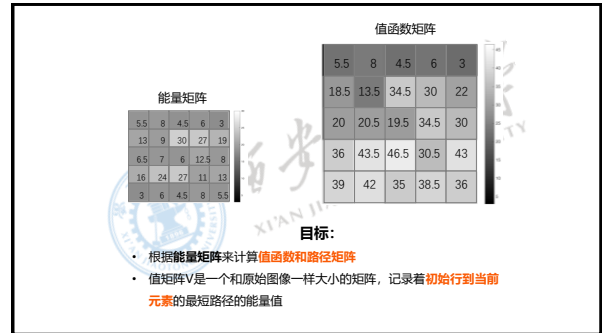 值函数矩阵
5.5 8 4.5 6 3
18.5 13.5 34.5 30 22
20 20.5 19.5 34.5 30
36 43.5 46.5 30.5 43
39 42 35 38.5 36
能量矩阵
5.5 8 4.5 6 3
13 9 30 27 19
6.5 7 6 12.5 8
16 24 27 11 13
3 6 4.5 8 5.5
目标：
• 根据能量矩阵来计算值函数和路径矩阵
• 值矩阵V是一个和原始图像一样大小的矩阵，记录着初始行到当前
元素的最短路径的能量值